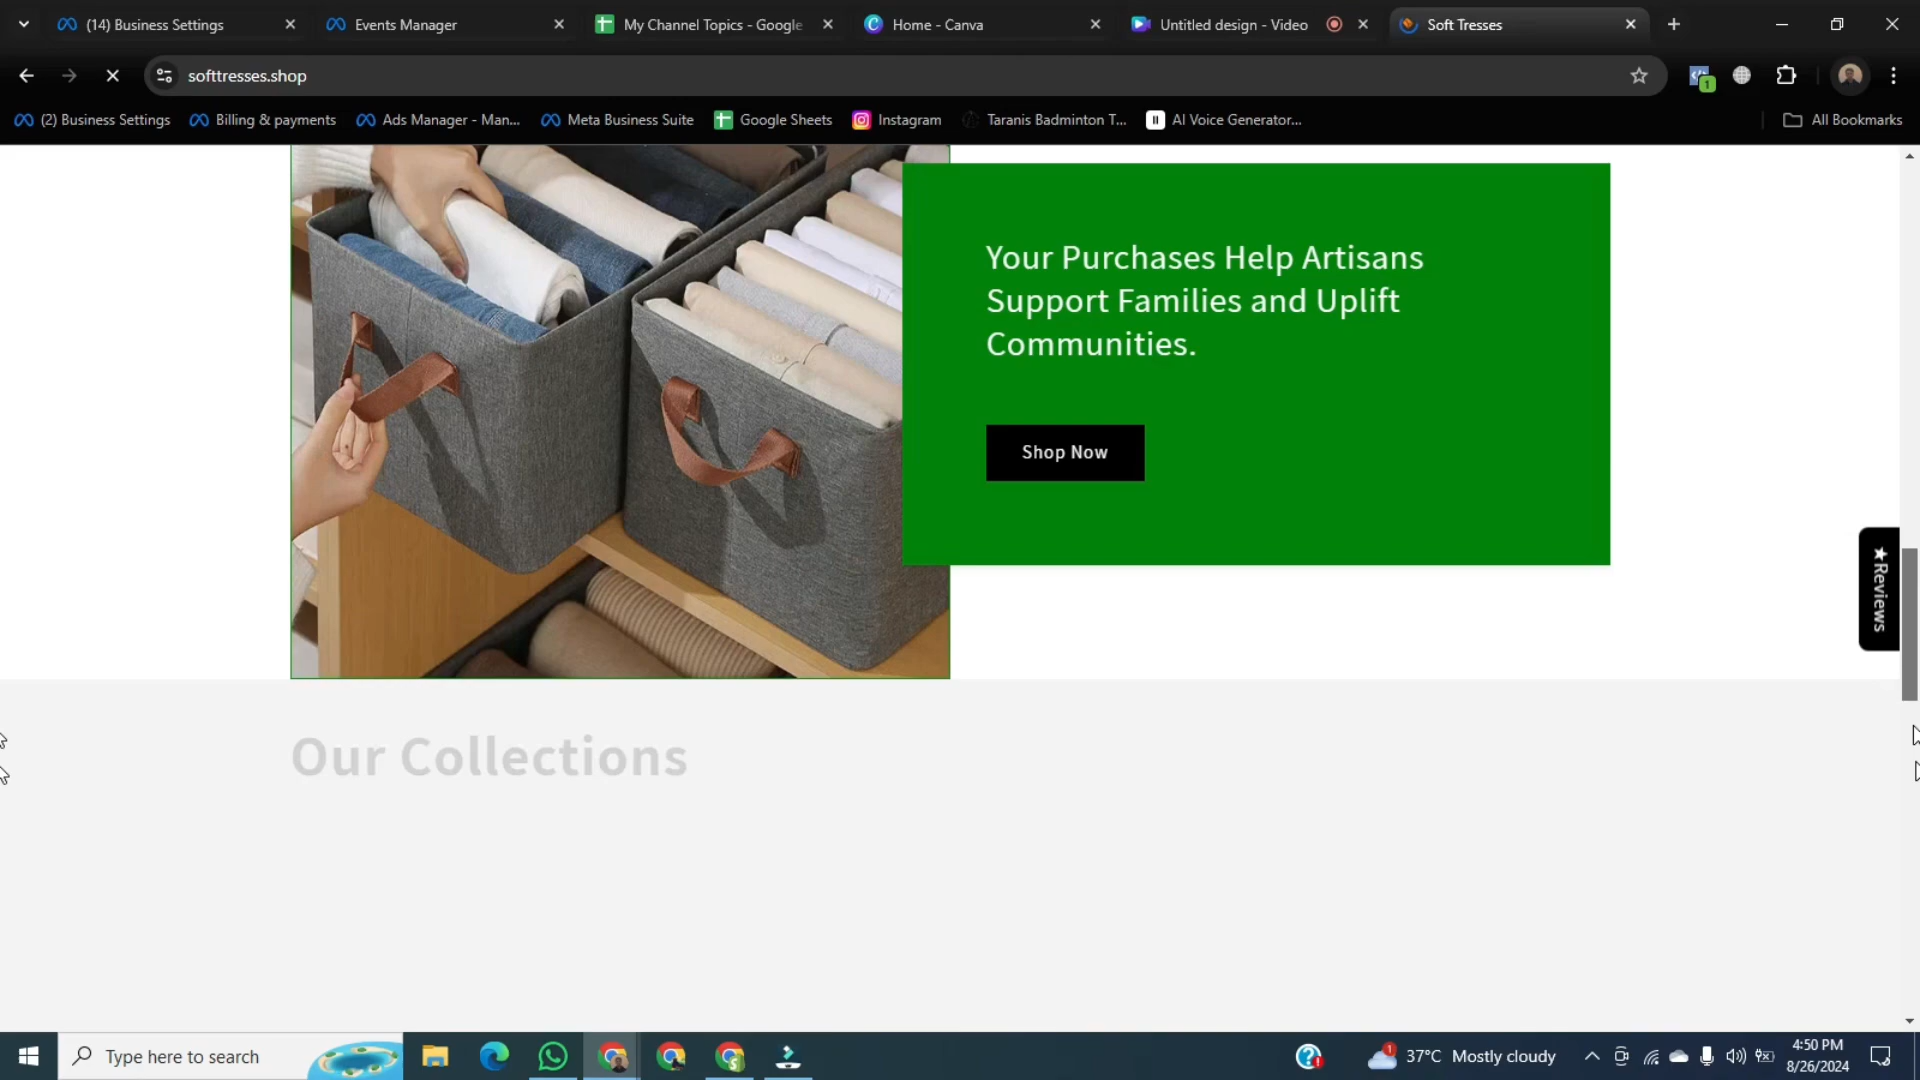 (14) Business Settings
Events Manager
My Channel Topics - Google
Home - Canva
Untitled design - Video
Soft Tresses
softtresses.shop
1
(2) Business Settings
Billing & payments
Ads Manager - Man...
Meta Business Suite
Google Sheets
Instagram
Taranis Badminton T...
AI Voice Generator...
All Bookmarks
Your Purchases Help Artisans
Support Families and Uplift
Communities.
Shop Now
★Reviews
Our Collections
Type here to search
1
37°C Mostly cloudy
4:50 PM
8/26/2024